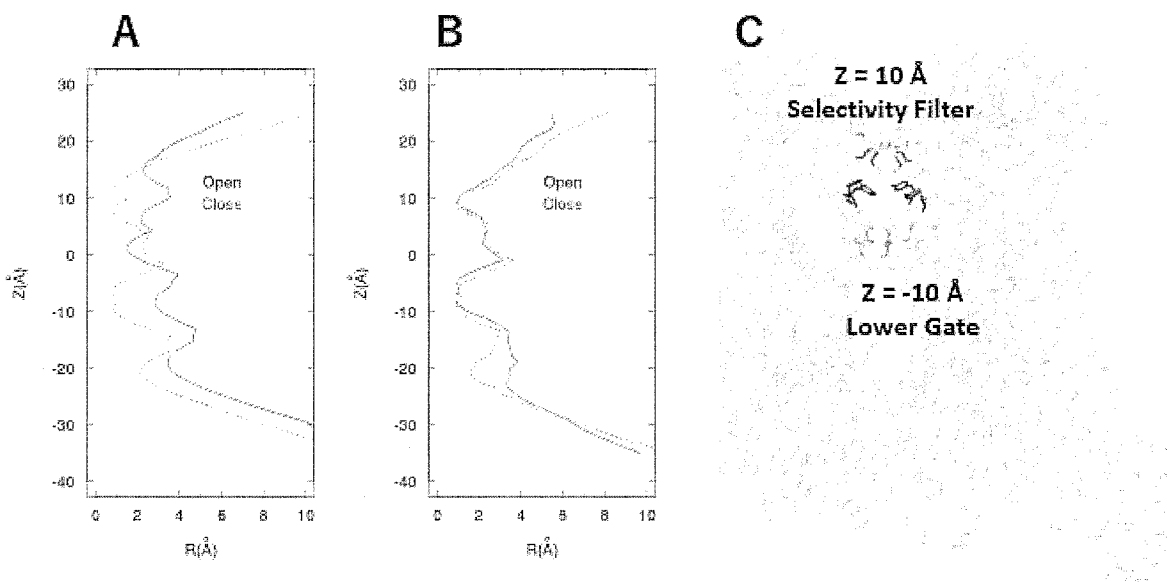 A
B
C
30
20
10
0
-10
-20
-30
-40
Z(Å)
0 2 4 6 8 10
R(Å)
Open
Close
30
20
10
0
-10
-20
-30
-40
Z(Å)
0 2 4 6 8 10
R(Å)
Open
Close
Z = 10 Å
Selectivity Filter
Z = -10 Å
Lower Gate